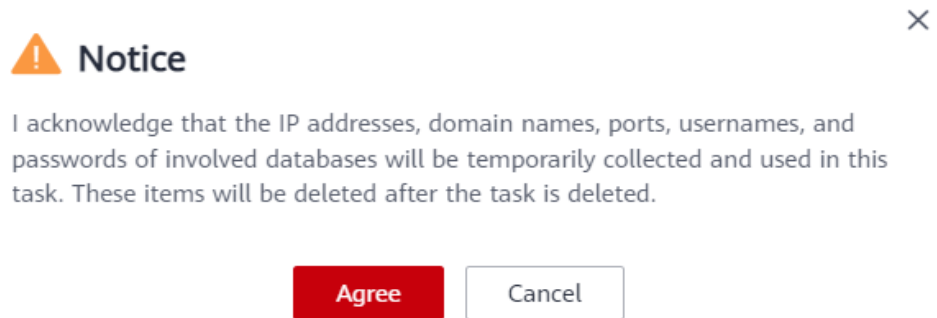 Notice
I acknowledge that the IP addresses, domain names, ports, usernames, and
passwords of involved databases will be temporarily collected and used in this
task. These items will be deleted after the task is deleted.
Agree
Cancel